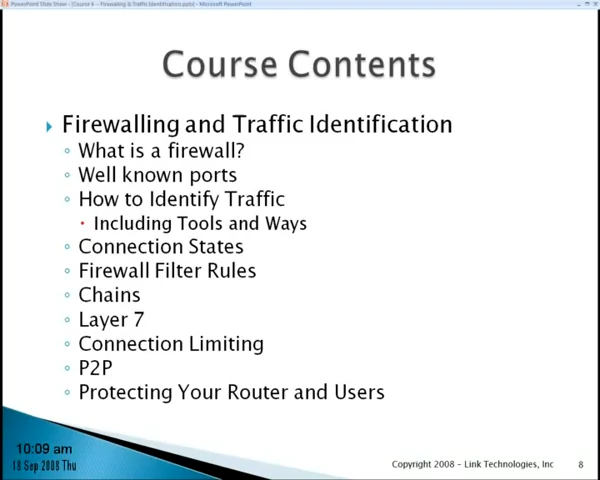 PowerPoint Slide Show - [Course 6 - Firewalling & Traffic Identification.pptx] - Microsoft PowerPoint
Course Contents
Firewalling and Traffic Identification
What is a firewall?
Well known ports
How to Identify Traffic
Including Tools and Ways
Connection States
Firewall Filter Rules
Chains
Layer 7
Connection Limiting
P2P
Protecting Your Router and Users
10:09 am
18 Sep 2008 Thu
Copyright 2008 – Link Technologies, Inc
8